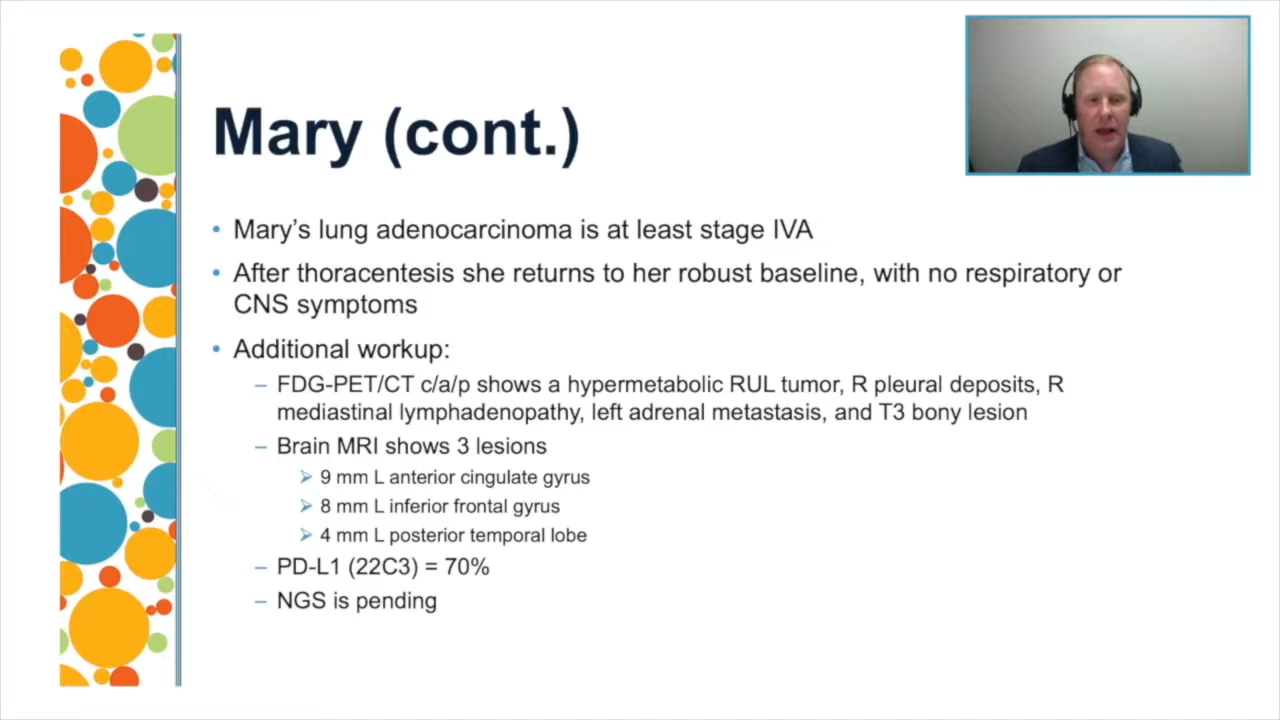 Mary (cont.)
• Mary's lung adenocarcinoma is at least stage IVA
• After thoracentesis she returns to her robust baseline, with no respiratory or
CNS symptoms
• Additional workup:
– FDG-PET/CT c/a/p shows a hypermetabolic RUL tumor, R pleural deposits, R
mediastinal lymphadenopathy, left adrenal metastasis, and T3 bony lesion
– Brain MRI shows 3 lesions
➢ 9 mm L anterior cingulate gyrus
➢ 8 mm L inferior frontal gyrus
➢ 4 mm L posterior temporal lobe
– PD-L1 (22C3) = 70%
– NGS is pending